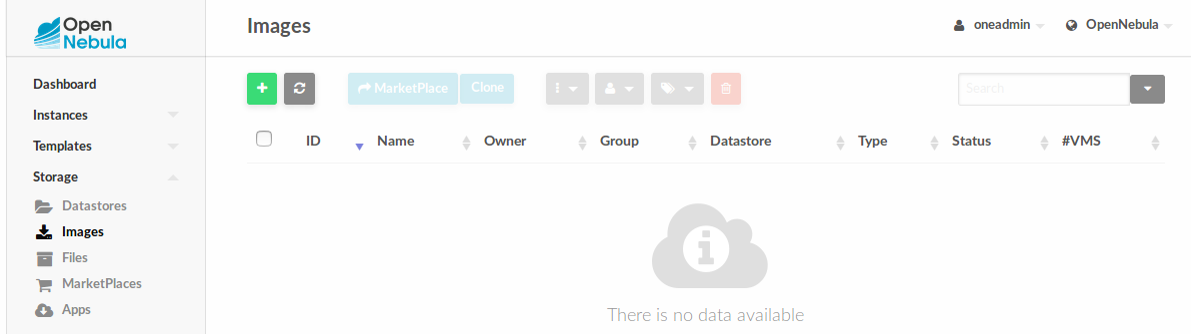 Open
Nebula
Images
oneadmin
OpenNebula
Dashboard
Instances
Templates
Storage
Datastores
Images
Files
MarketPlaces
Apps
MarketPlace
Clone
Search
ID Name Owner Group Datastore Type Status #VMS
There is no data available